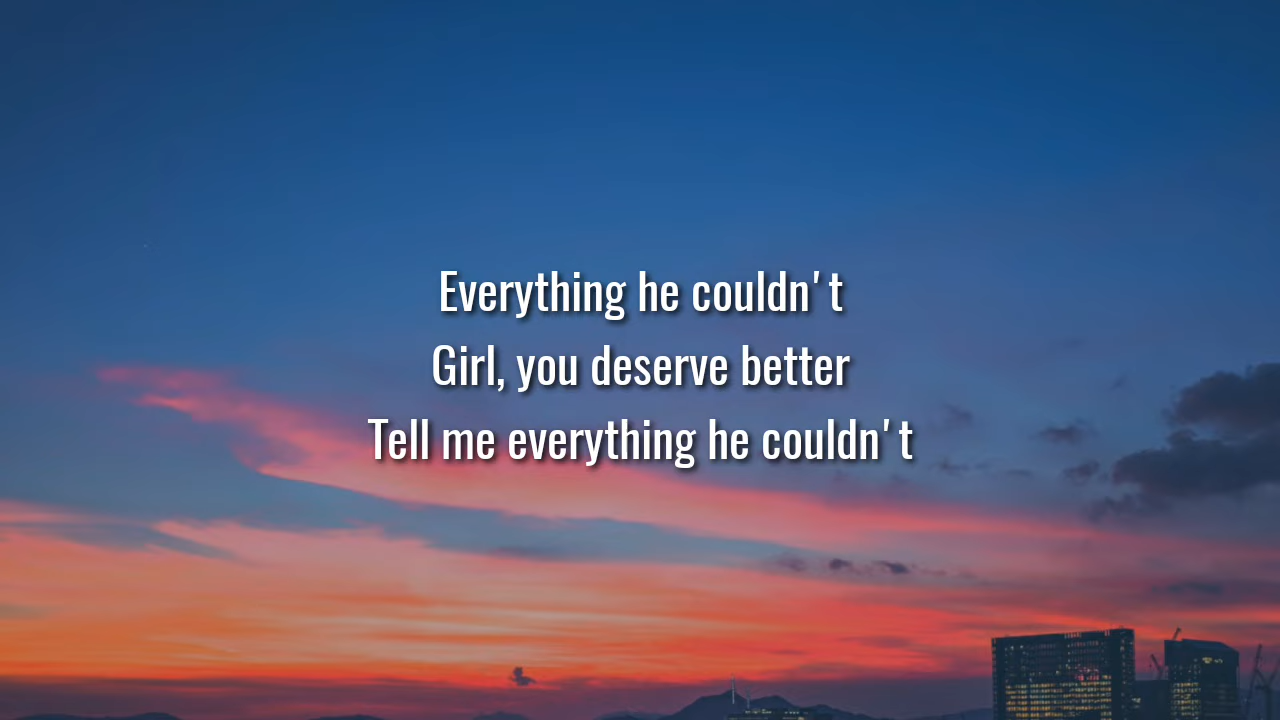 Everything he couldn't
Girl, you deserve better
Tell me everything he couldn't